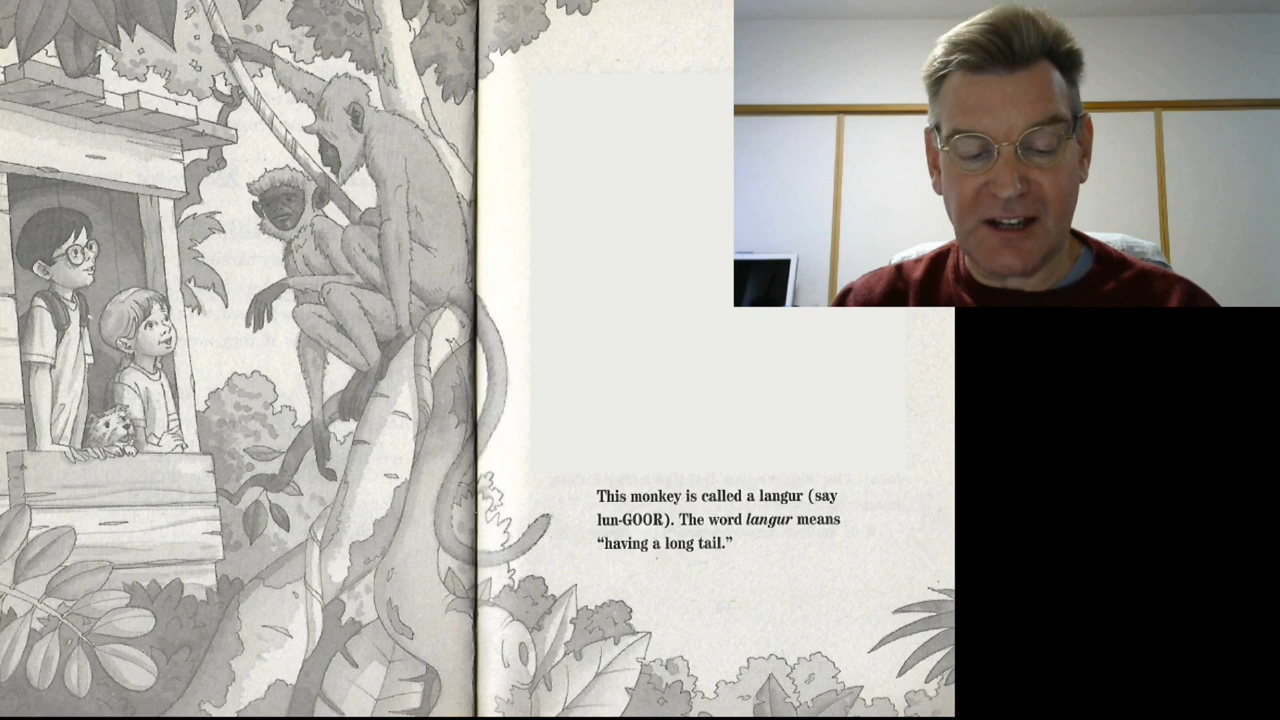 This monkey is called a langur (say
lun-GOOR). The word langur means
“having a long tail.”